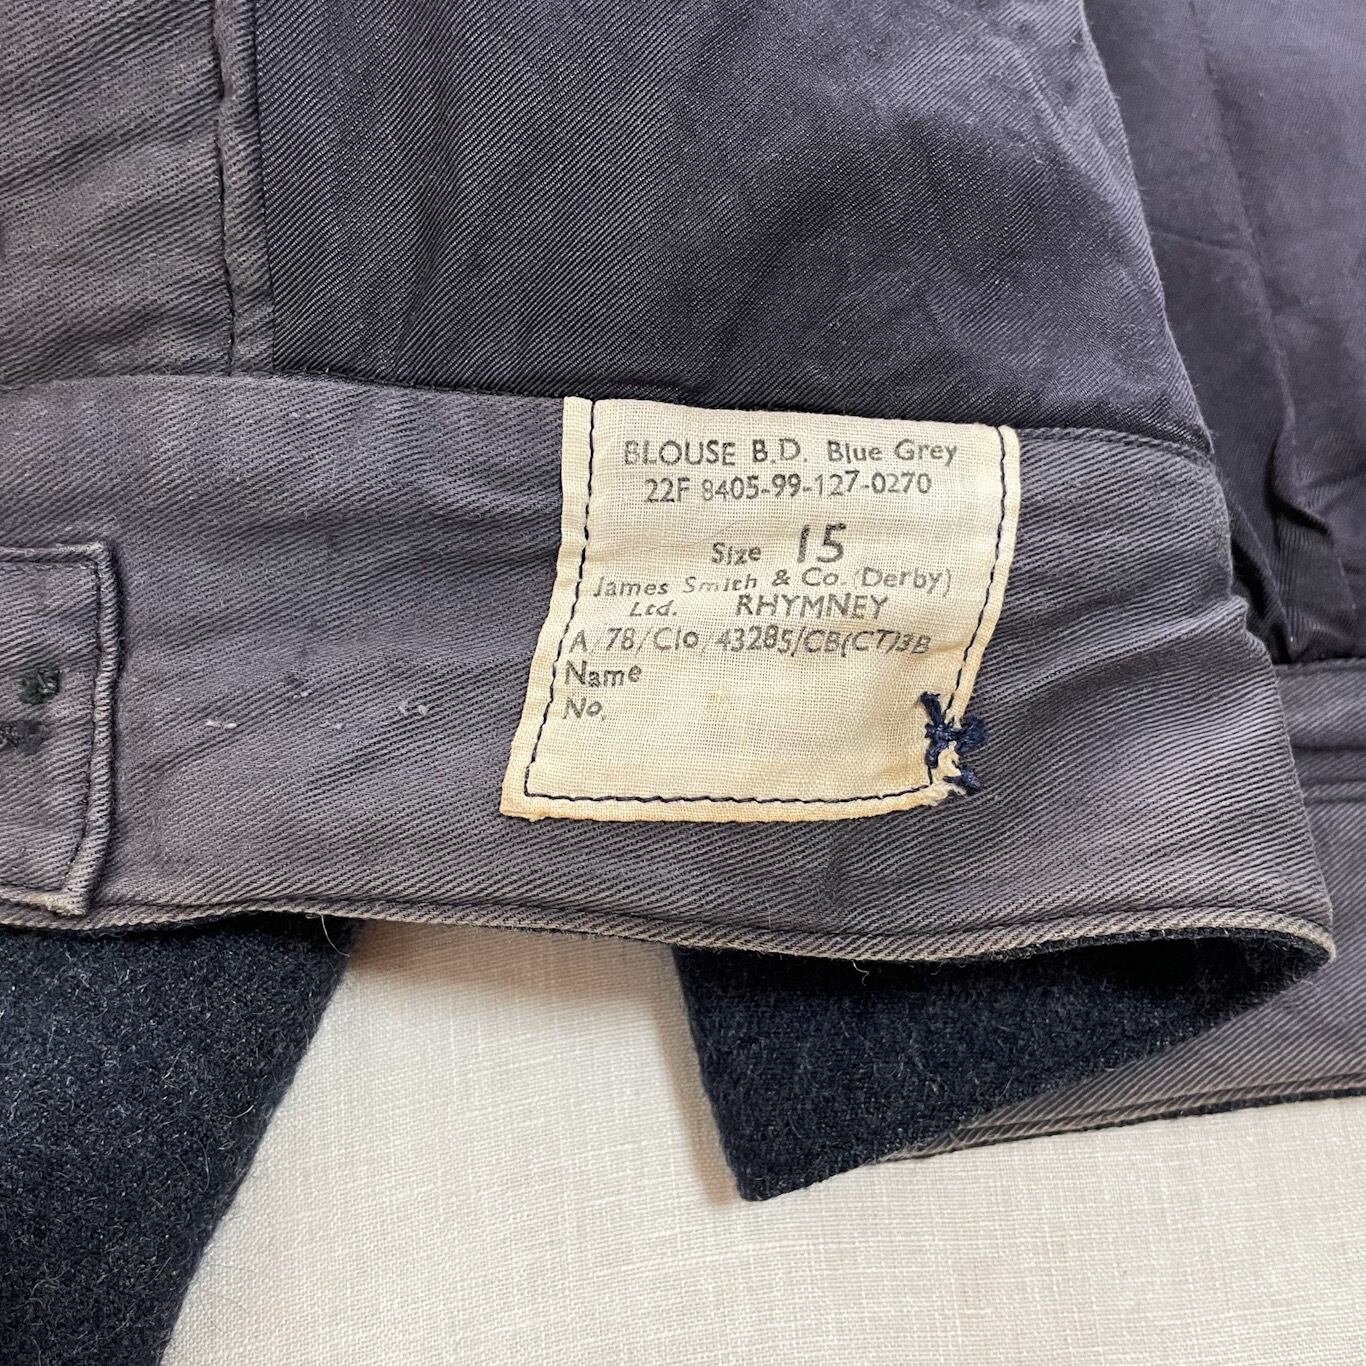 BLOUSE B.D. Blue Grey
22F 8405-99-127-0270
Size 15
James Smith & Co. (Derby)
Ltd. RHYMNEY
A/78/Clo/43285/CB(CT)3B
Name
No.